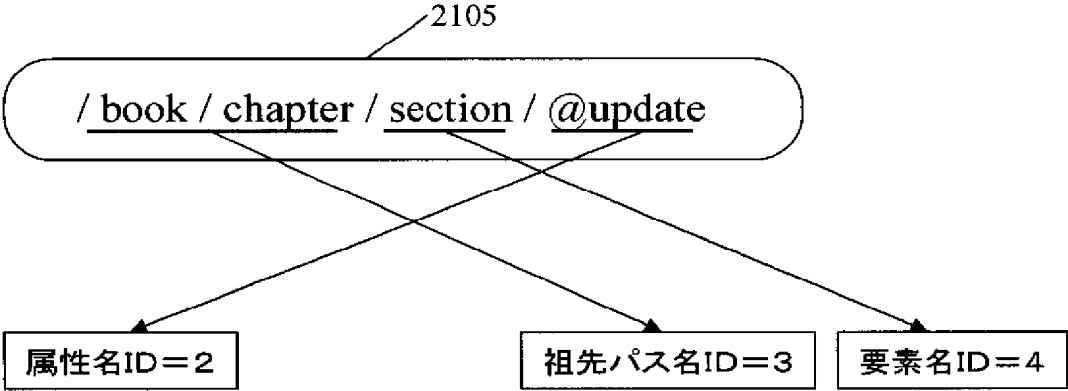 2105
/ book / chapter / section / @update
属性名ID=2
祖先パス名ID=3
要素名ID=4